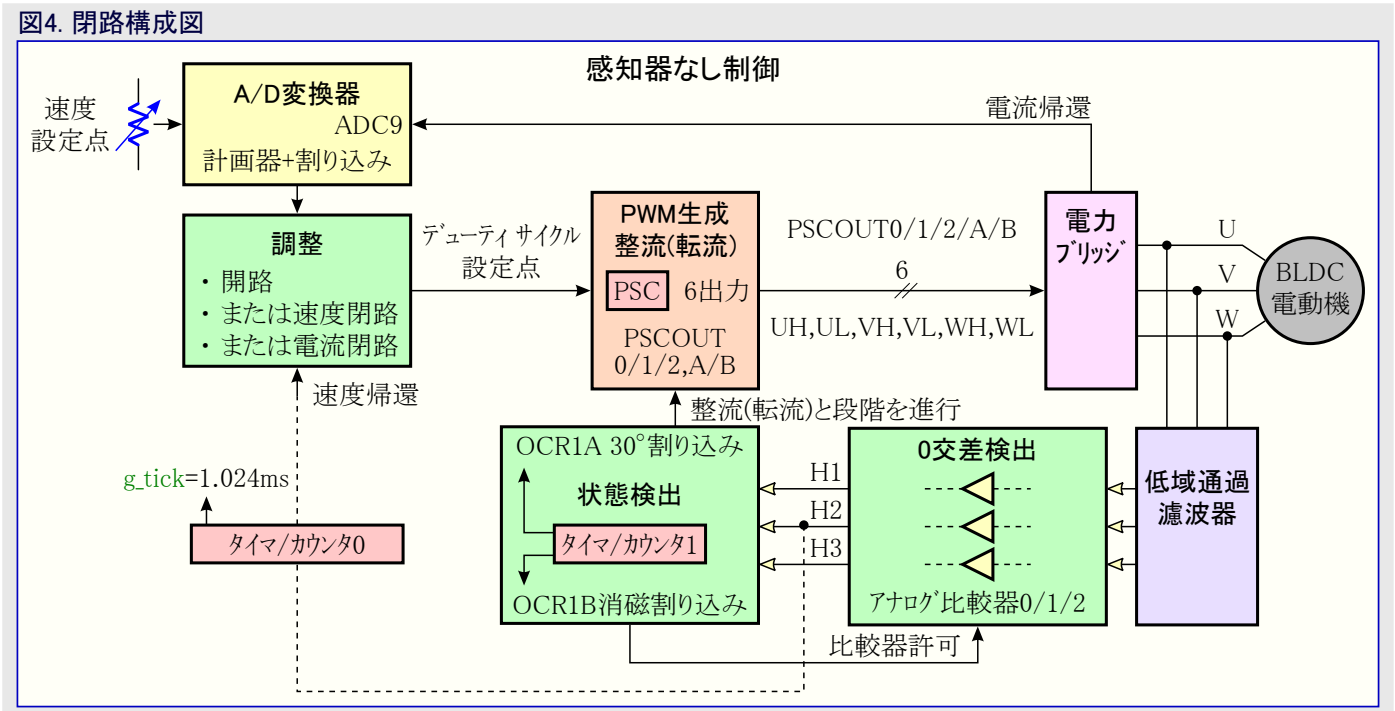 図4. 閉路構成図
感知器なし制御
速度
設定点
A/D変換器
ADC9
計画器+割り込み
電流帰還
調整
・ 開路
・ または速度閉路
・ または電流閉路
デューティ サイクル
設定点
PWM生成
整流(転流)
PSC
6出力
PSCOUT
0/1/2,A/B
PSCOUT0/1/2/A/B
6
UH,UL,VH,VL,WH,WL
電力
ブリッジ
U
V
W
BLDC
電動機
速度帰還
整流(転流)と段階を進行
g_tick=1.024ms
タイマ/カウンタ0
OCR1A 30°割り込み
状態検出
タイマ/カウンタ1
OCR1B消磁割り込み
H1
H2
H3
0交差検出
アナログ比較器0/1/2
低域通過
濾波器
比較器許可